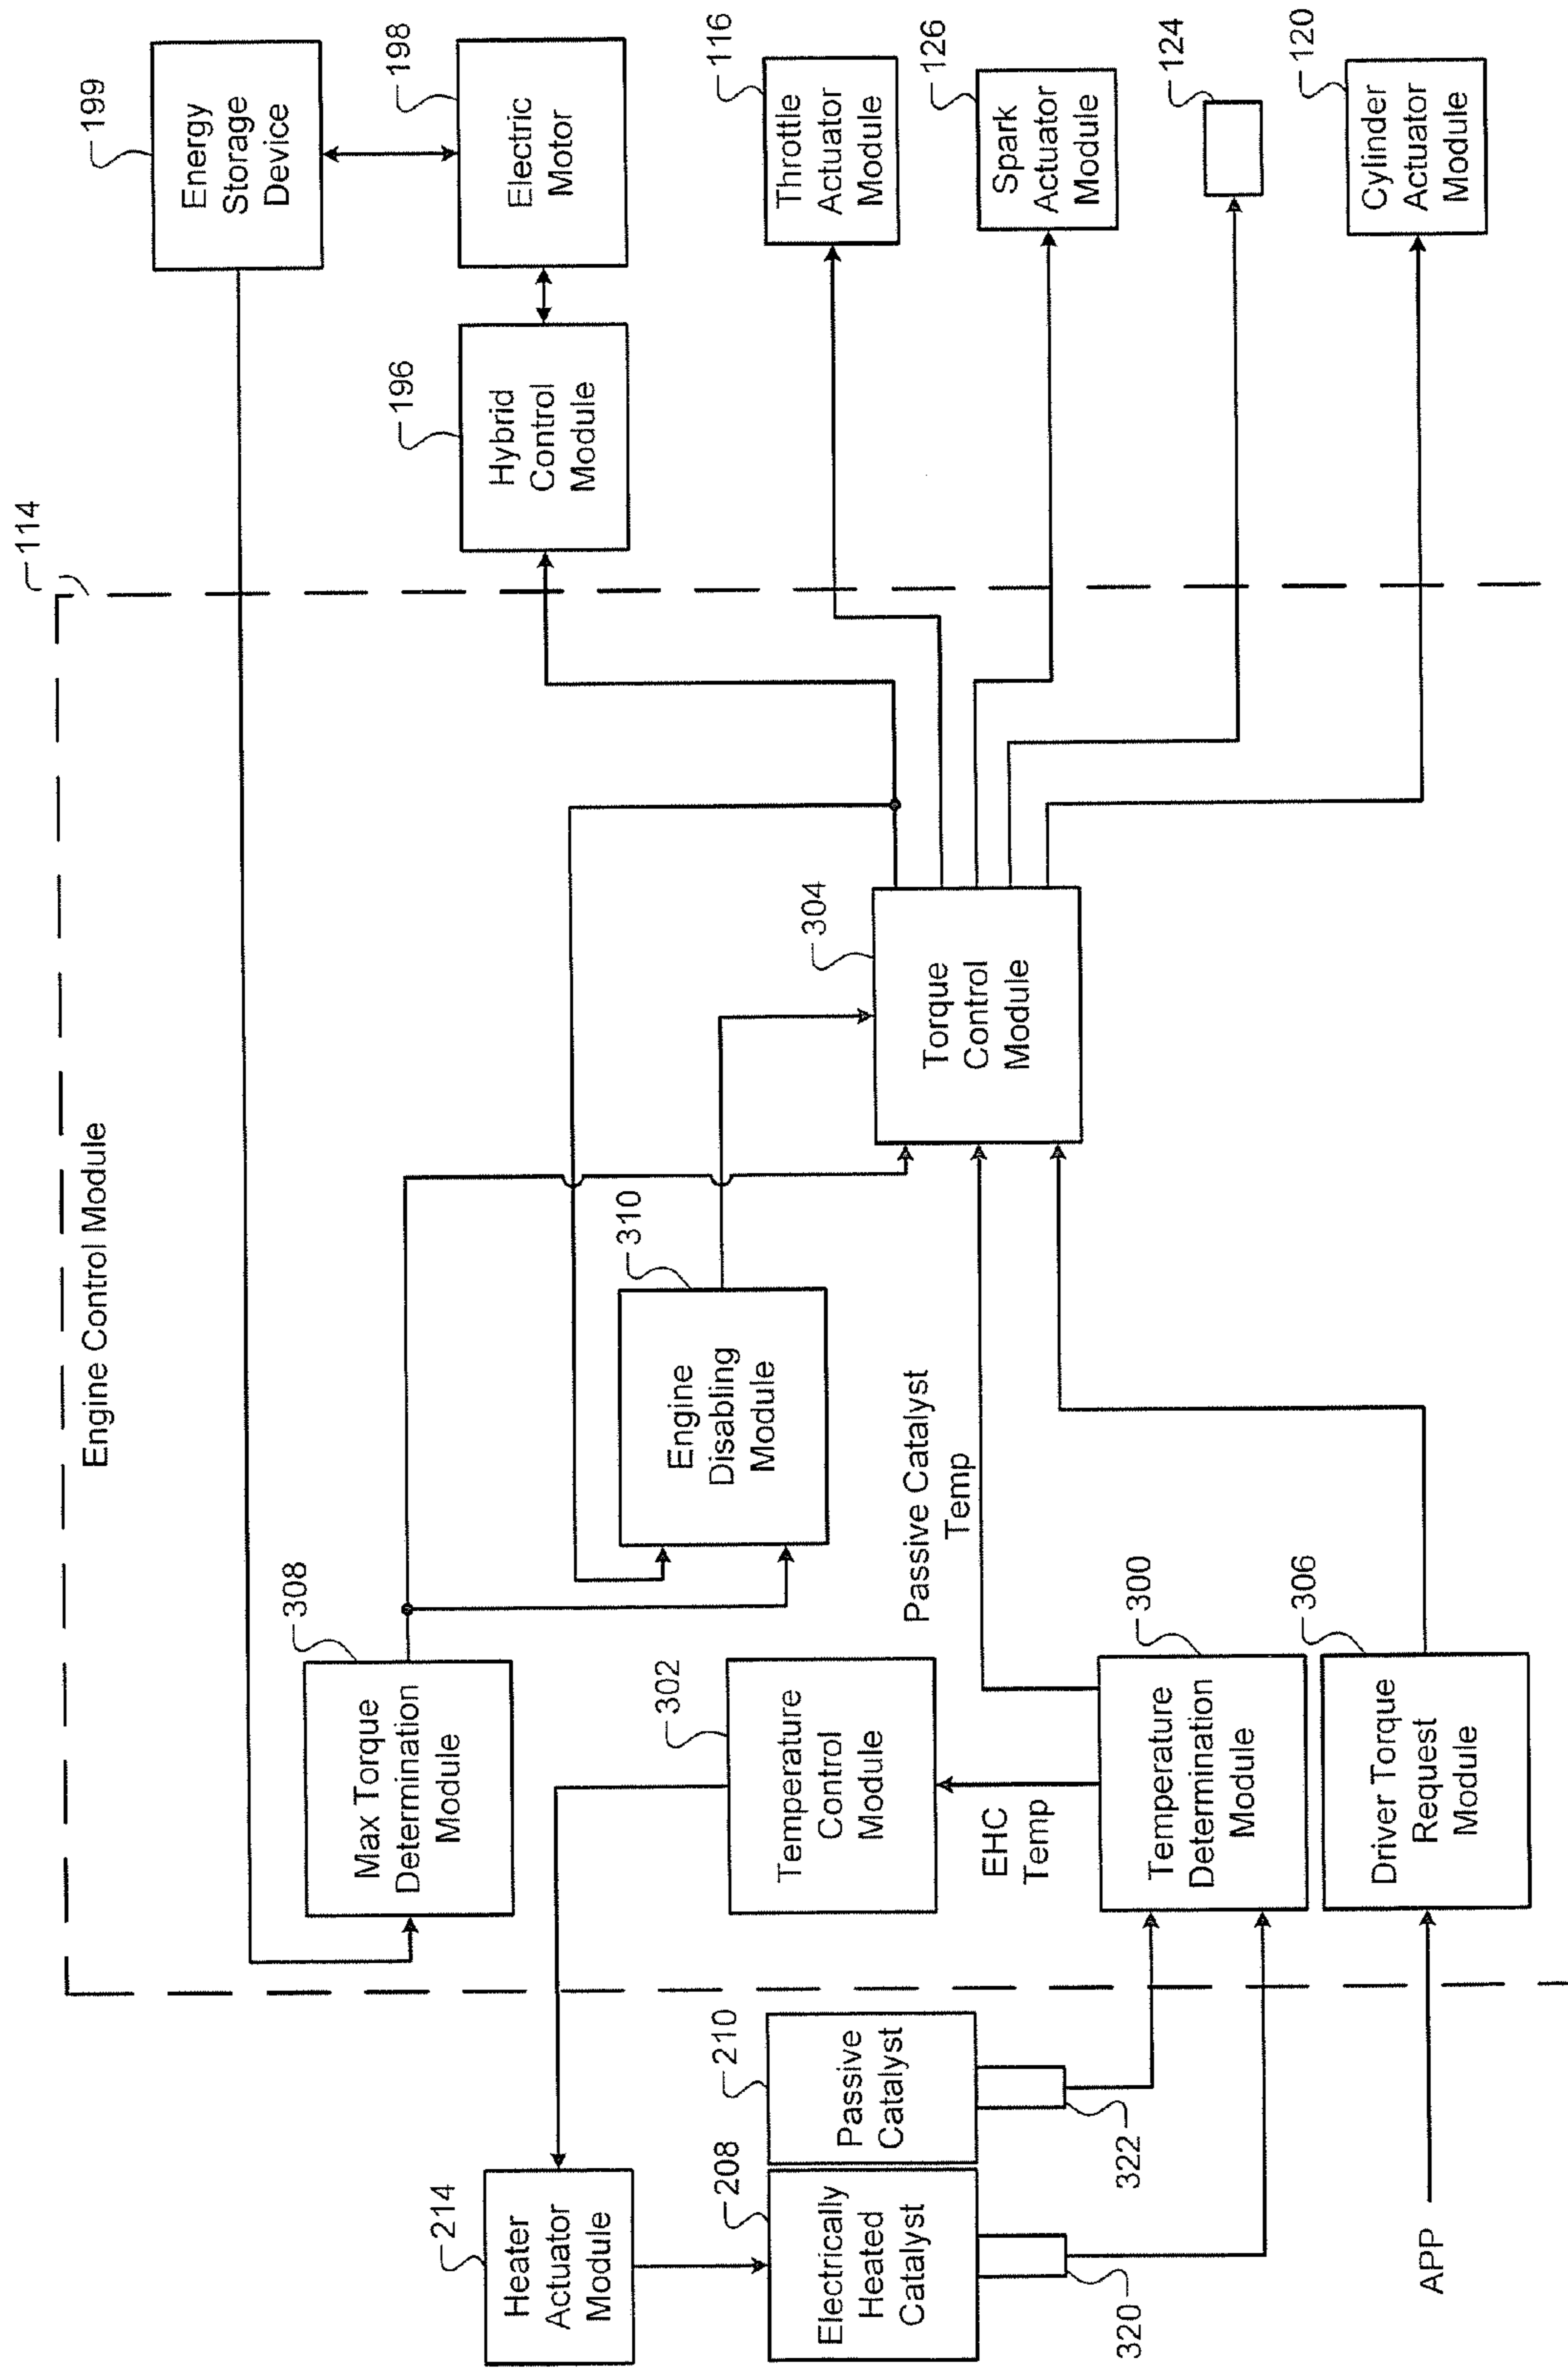 114
Engine Control Module
199
Energy
Storage
Device
198
Electric
Motor
196
Hybrid
Control
Module
116
Throttle
Actuator
Module
126
Spark
Actuator
Module
124
120
Cylinder
Actuator
Module
308
Max Torque
Determination
Module
310
Engine
Disabling
Module
304
Torque
Control
Module
302
Temperature
Control
Module
Passive Catalyst
Temp
EHC
Temp
300
Temperature
Determination
Module
306
Driver Torque
Request
Module
214
Heater
Actuator
Module
208
Electrically
Heated
Catalyst
210
Passive
Catalyst
320
322
APP